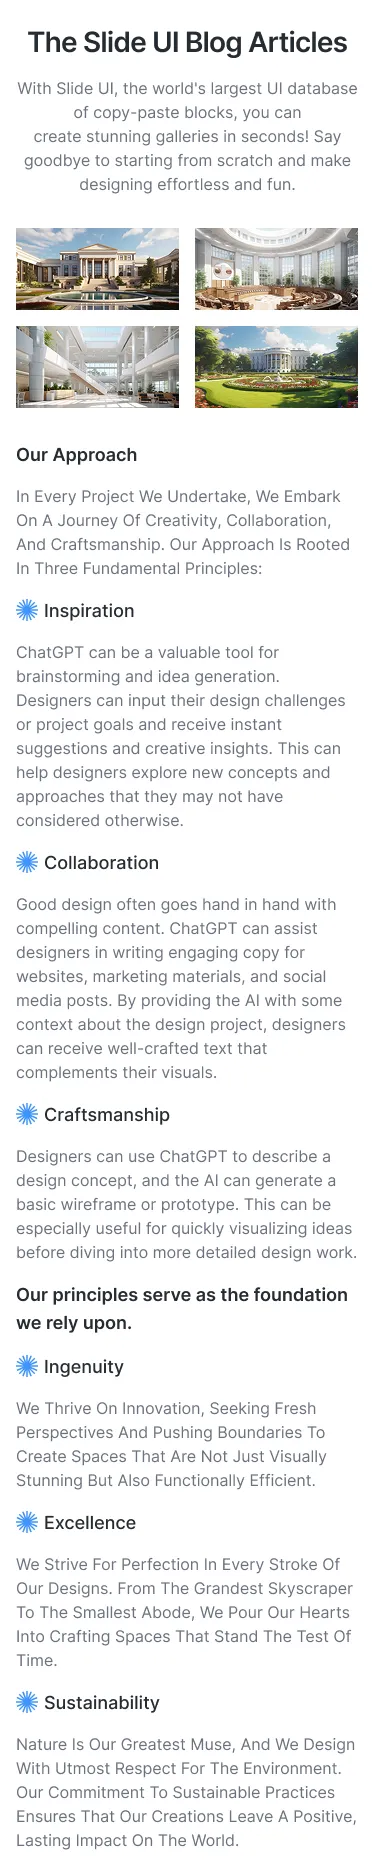 The Slide UI Blog Articles
With Slide UI, the world's largest UI database
of copy-paste blocks, you can
create stunning galleries in seconds! Say
goodbye to starting from scratch and make
designing effortless and fun.
Our Approach
In Every Project We Undertake, We Embark
On A Journey Of Creativity, Collaboration,
And Craftsmanship. Our Approach Is Rooted
In Three Fundamental Principles:
Inspiration
ChatGPT can be a valuable tool for
brainstorming and idea generation.
Designers can input their design challenges
or project goals and receive instant
suggestions and creative insights. This can
help designers explore new concepts and
approaches that they may not have
considered otherwise.
Collaboration
Good design often goes hand in hand with
compelling content. ChatGPT can assist
designers in writing engaging copy for
websites, marketing materials, and social
media posts. By providing the AI with some
context about the design project, designers
can receive well-crafted text that
complements their visuals.
Craftsmanship
Designers can use ChatGPT to describe a
design concept, and the AI can generate a
basic wireframe or prototype. This can be
especially useful for quickly visualizing ideas
before diving into more detailed design work.
Our principles serve as the foundation
we rely upon.
Ingenuity
We Thrive On Innovation, Seeking Fresh
Perspectives And Pushing Boundaries To
Create Spaces That Are Not Just Visually
Stunning But Also Functionally Efficient.
Excellence
We Strive For Perfection In Every Stroke Of
Our Designs. From The Grandest Skyscraper
To The Smallest Abode, We Pour Our Hearts
Into Crafting Spaces That Stand The Test Of
Time.
Sustainability
Nature Is Our Greatest Muse, And We Design
With Utmost Respect For The Environment.
Our Commitment To Sustainable Practices
Ensures That Our Creations Leave A Positive,
Lasting Impact On The World.